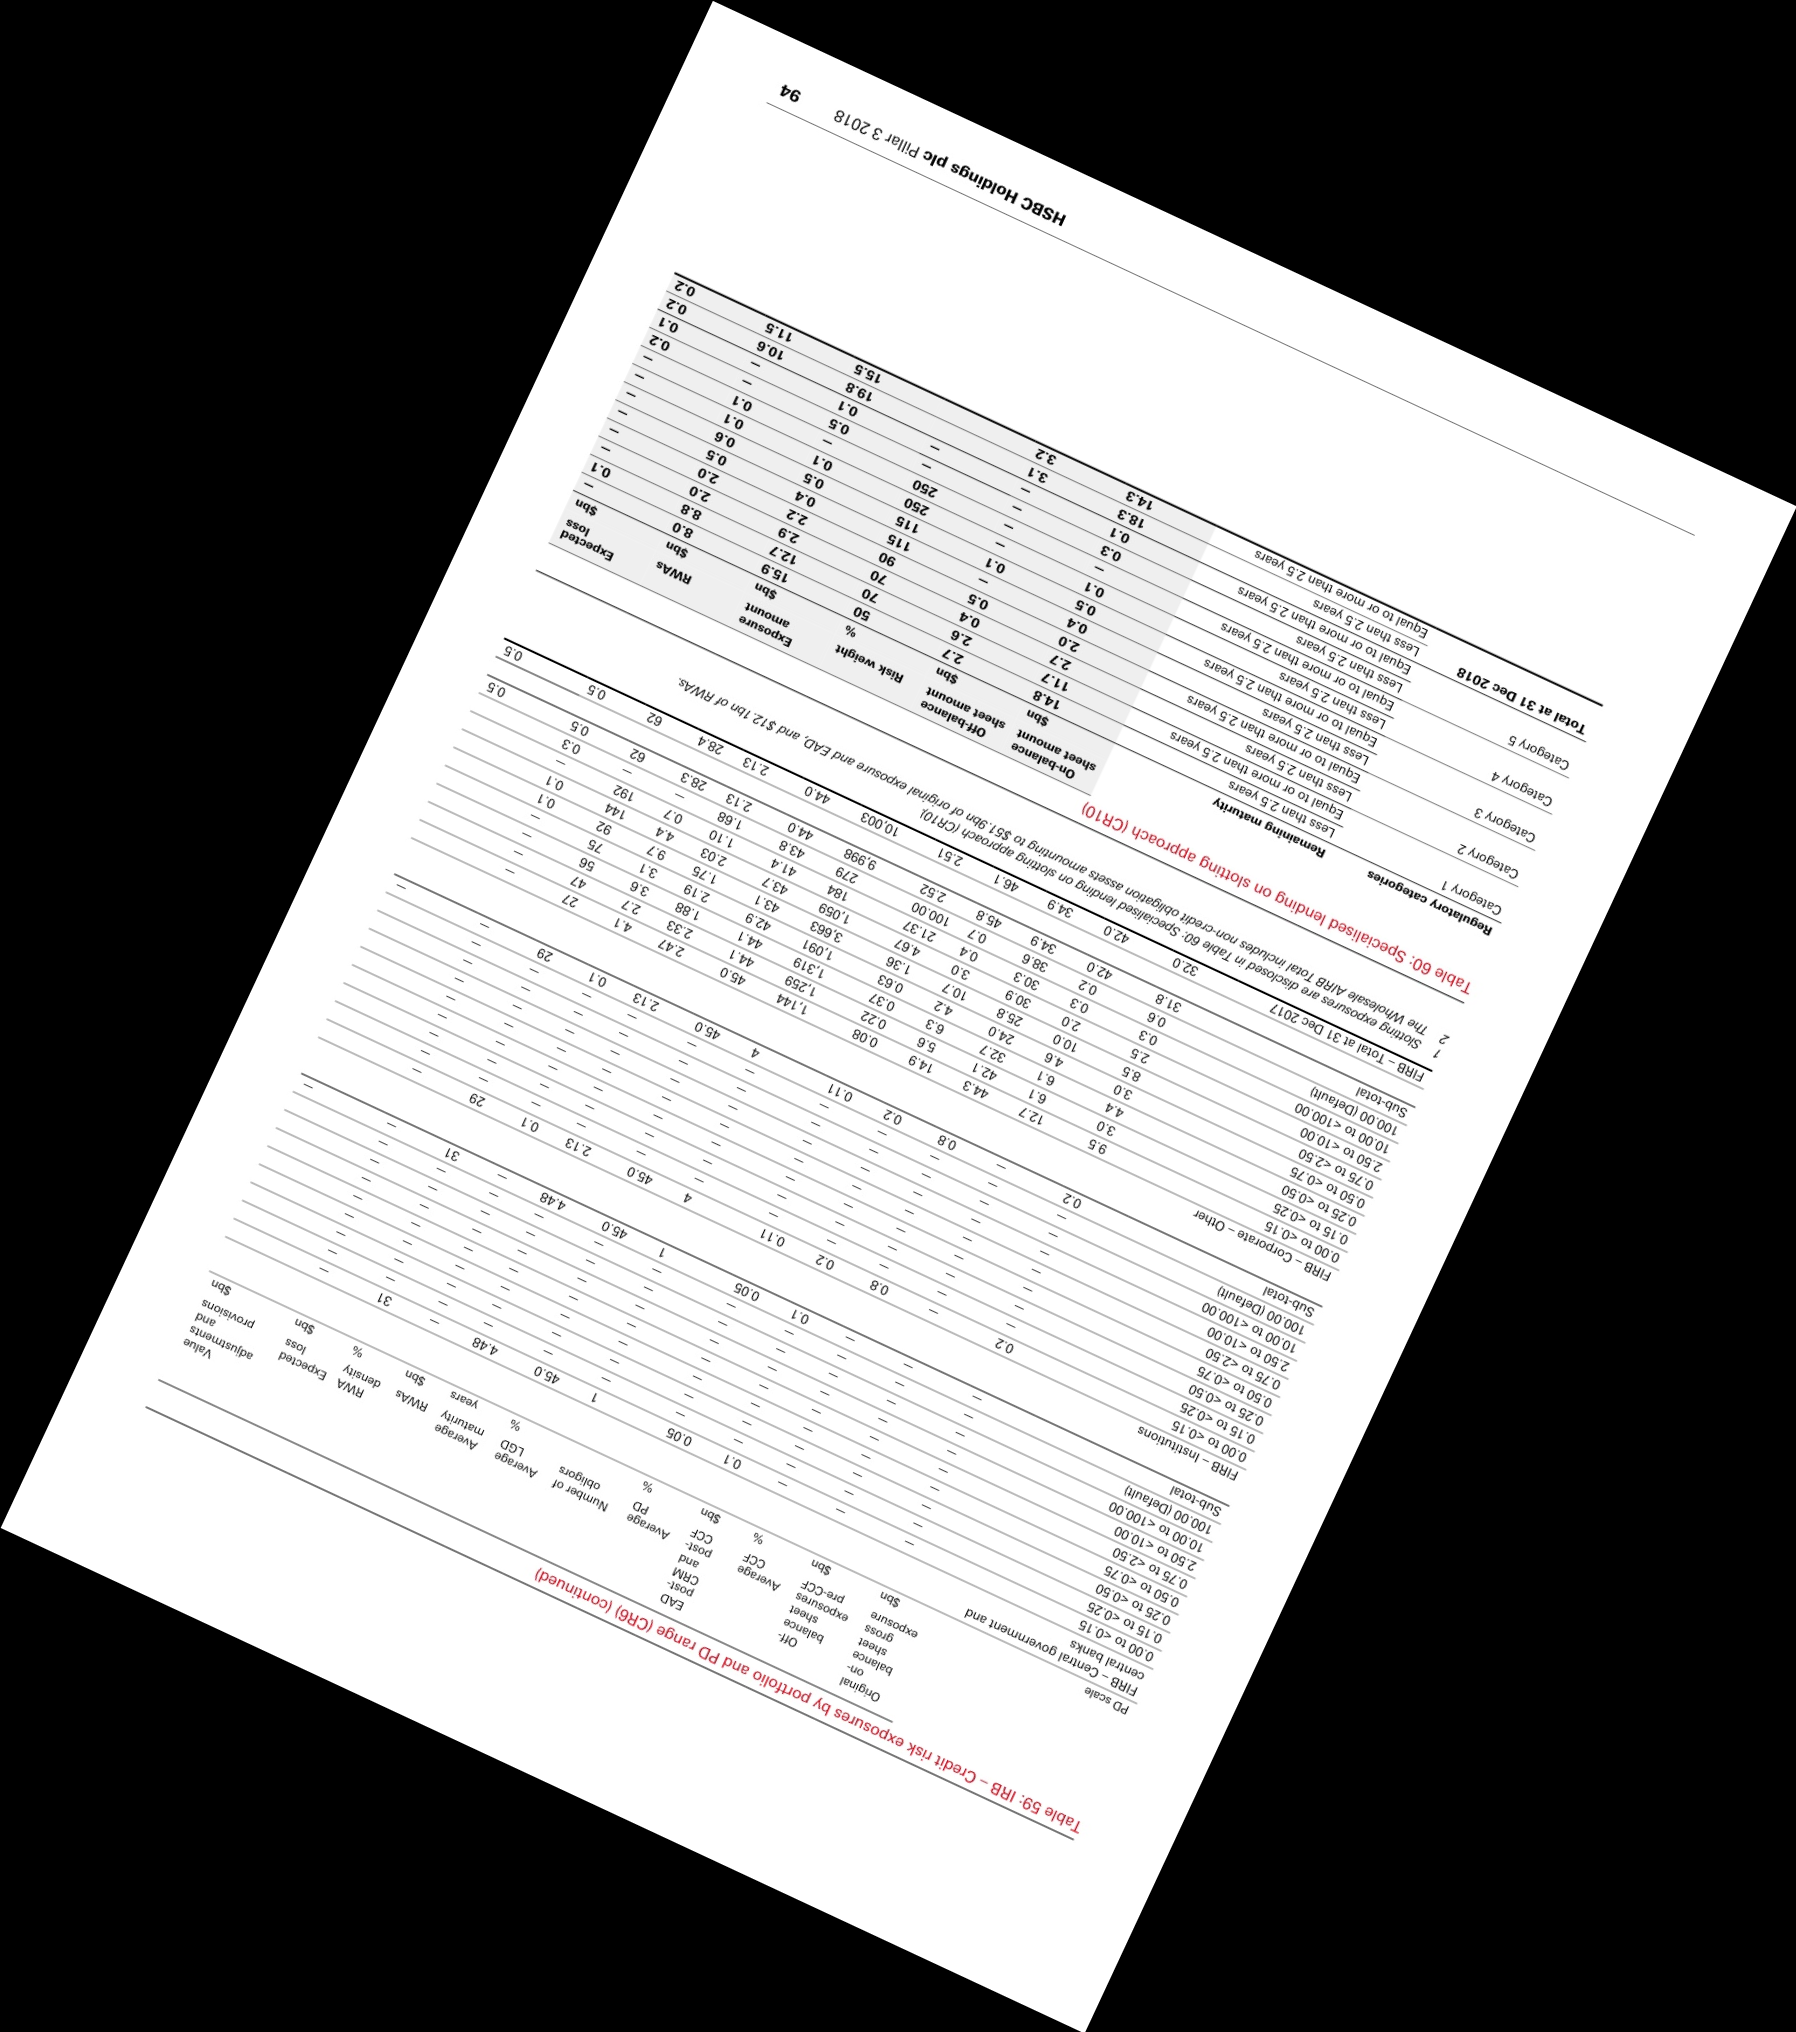 Table 59: IRB – Credit risk exposures by portfolio and PD range (CR6) (continued)
Original
on-
balance
sheet
gross
exposure
Off-
balance
sheet
exposures
pre-CCF
Average
CCF
EAD
post-
CRM
and
post-
CCF
Average
PD
Number of
obligors
Average
LGD
Average
maturity
RWAs
RWA
density
Expected
loss
Value
adjustments
and
provisions
PD scale $bn $bn % $bn % % years $bn % $bn $bn
FIRB – Central government and
central banks
0.00 to <0.15 – – – 0.1 0.05 1 45.0 4.48 – 31 –
0.15 to <0.25 – – – – – – – – – – –
0.25 to <0.50 – – – – – – – – – – –
0.50 to <0.75 – – – – – – – – – – –
0.75 to <2.50 – – – – – – – – – – –
2.50 to <10.00 – – – – – – – – – – –
10.00 to <100.00 – – – – – – – – – – –
100.00 (Default) – – – – – – – – – – –
Sub-total – – – 0.1 0.05 1 45.0 4.48 – 31 – –
FIRB – Institutions
0.00 to <0.15 0.2 – 0.8 0.2 0.11 4 45.0 2.13 0.1 29 –
0.15 to <0.25 – – – – – – – – – – –
0.25 to <0.50 – – – – – – – – – – –
0.50 to <0.75 – – – – – – – – – – –
0.75 to <2.50 – – – – – – – – – – –
2.50 to <10.00 – – – – – – – – – – –
10.00 to <100.00 – – – – – – – – – – –
100.00 (Default) – – – – – – – – – – –
Sub-total 0.2 – 0.8 0.2 0.11 4 45.0 2.13 0.1 29 – –
FIRB – Corporate – Other
0.00 to <0.15 9.5 12.7 44.3 14.9 0.08 1,144 45.0 2.47 4.1 27 –
0.15 to <0.25 3.0 6.1 42.1 5.6 0.22 1,259 44.1 2.33 2.7 47 –
0.25 to <0.50 4.4 6.1 32.7 6.3 0.37 1,319 44.1 1.88 3.6 56 –
0.50 to <0.75 3.0 4.6 24.0 4.2 0.63 1,091 42.9 2.19 3.1 75 –
0.75 to <2.50 8.5 10.0 25.8 10.7 1.36 3,663 43.1 1.75 9.7 92 0.1
2.50 to <10.00 2.5 2.0 30.9 3.0 4.67 1,059 43.7 2.03 4.4 144 0.1
10.00 to <100.00 0.3 0.3 30.3 0.4 21.37 184 41.4 1.10 0.7 192 –
100.00 (Default) 0.6 0.2 38.6 0.7 100.00 279 43.8 1.68 – – 0.3
Sub-total 31.8 42.0 34.9 45.8 2.52 9,998 44.0 2.13 28.3 62 0.5 0.5
FIRB – Total at 31 Dec 2017 32.0 42.0 34.9 46.1 2.51 10,003 44.0 2.13 28.4 62 0.5 0.5
1 Slotting exposures are disclosed in Table 60: Specialised lending on slotting approach (CR10).
2 The Wholesale AIRB Total includes non-credit obligation assets amounting to $51.9bn of original exposure and EAD, and $12.1bn of RWAs.
Table 60: Specialised lending on slotting approach (CR10)
On-balance
sheet amount
Off-balance
sheet amount
Risk weight
Exposure
amount
RWAs
Expected
loss
Regulatory categories Remaining maturity $bn $bn % $bn $bn $bn
Category 1 Less than 2.5 years 14.8 2.7 50 15.9 8.0 –
Equal to or more than 2.5 years 11.7 2.6 70 12.7 8.8 0.1
Category 2 Less than 2.5 years 2.7 0.4 70 2.9 2.0 –
Equal to or more than 2.5 years 2.0 0.5 90 2.2 2.0 –
Category 3 Less than 2.5 years 0.4 – 115 0.4 0.5 –
Equal to or more than 2.5 years 0.5 0.1 115 0.5 0.6 –
Category 4 Less than 2.5 years 0.1 – 250 0.1 0.1 –
Equal to or more than 2.5 years – – 250 – 0.1 –
Category 5 Less than 2.5 years 0.3 – – 0.5 – 0.2
Equal to or more than 2.5 years 0.1 – – 0.1 – 0.1
Total at 31 Dec 2018 Less than 2.5 years 18.3 3.1 19.8 10.6 0.2
Equal to or more than 2.5 years 14.3 3.2 15.5 11.5 0.2
94 HSBC Holdings plc Pillar 3 2018